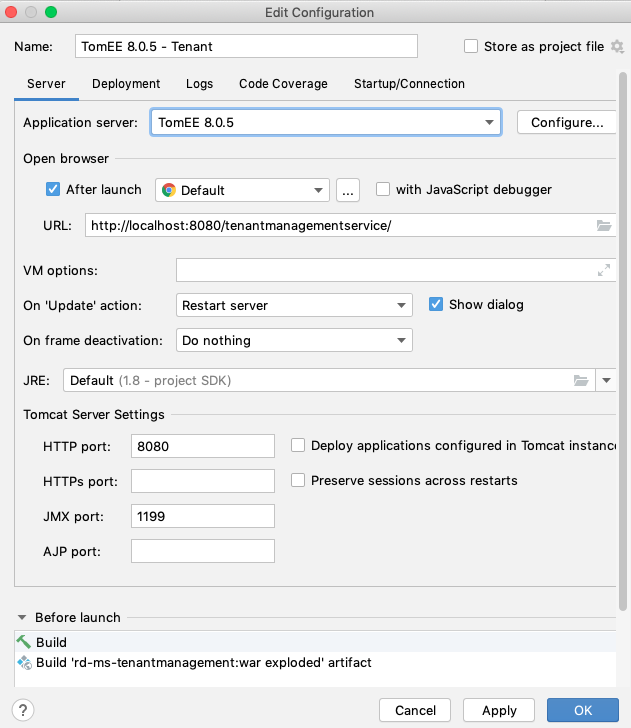 Edit Configuration
Name: TomEE 8.0.5 - Tenant Store as project file
Server Deployment Logs Code Coverage Startup/Connection
Application server: TomEE 8.0.5 Configure...
Open browser
After launch Default ... with JavaScript debugger
URL: http://localhost:8080/tenantmanagementservice/
VM options:
On 'Update' action: Restart server Show dialog
On frame deactivation: Do nothing
JRE: Default (1.8 - project SDK)
Tomcat Server Settings
HTTP port: 8080 Deploy applications configured in Tomcat instance
HTTPs port: Preserve sessions across restarts
JMX port: 1199
AJP port:
Before launch
Build
Build 'rd-ms-tenantmanagement:war exploded' artifact
? Cancel Apply OK